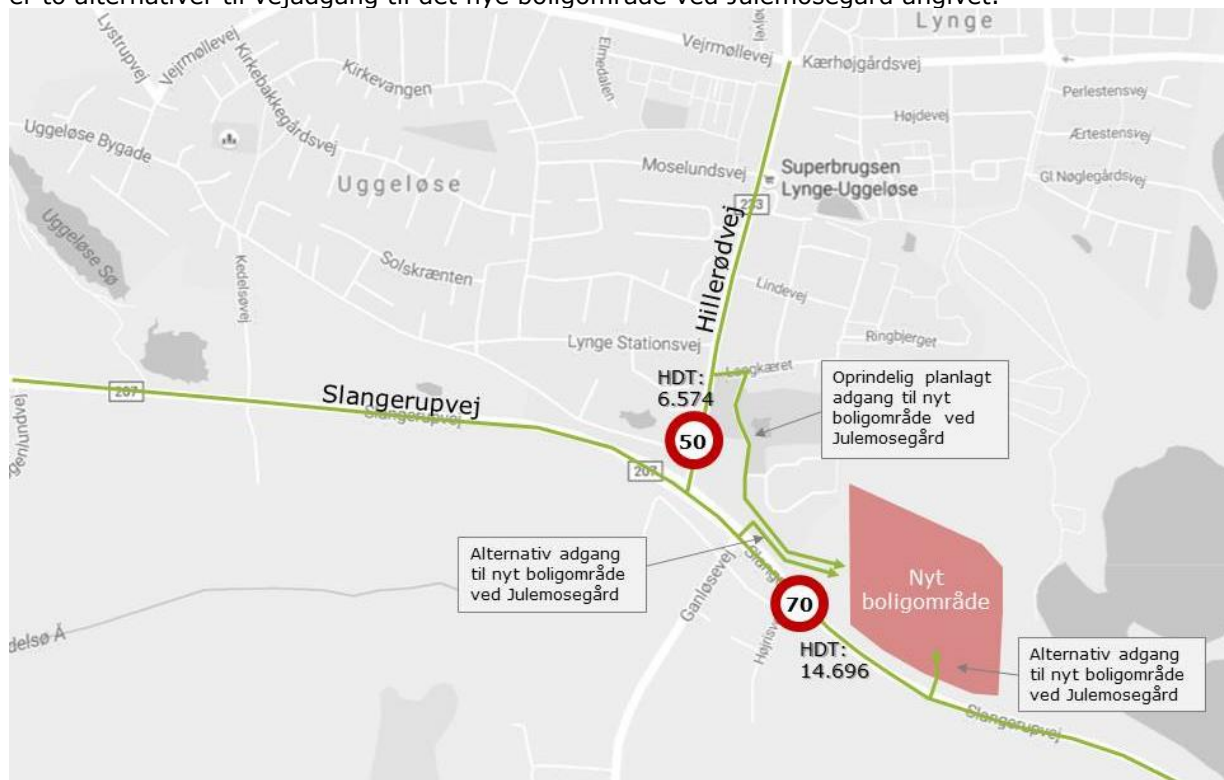 er to alternativer til vejadgang til det nye boligområde ved Julemosegård angivet.
Lynge
Lystrupvej
Vejrmøllevej
Kirkebakkegårdsvej
Kirkevangen
Elmedalen
Vejrmøllevej
Højvej
Kærhøjgårdsvej
Perlestensvej
Højdevej
Ærtestensvej
Uggeløse Bygade
Uggeløse
Moselundsvej
Superbrugsen
Lynge-Uggeløse
Gl Nøglegårdsvej
233
Uggeløse Sø
Kedelsøvej
Solskrænten
Hillerødvej
Lindevej
Lynge Stationsvej
Ringbjerget
Langkæret
HDT:
6.574
50
Oprindelig planlagt
adgang til nyt
boligområde ved
Julemosegård
207
Slangerupvej
Slangerupvej
207
Alternativ adgang
til nyt boligområde
ved Julemosegård
Ganløsevej
70
HDT:
14.696
Nyt
boligområde
Alternativ adgang
til nyt boligområde
ved Julemosegård
Slangerupvej
delsø Å